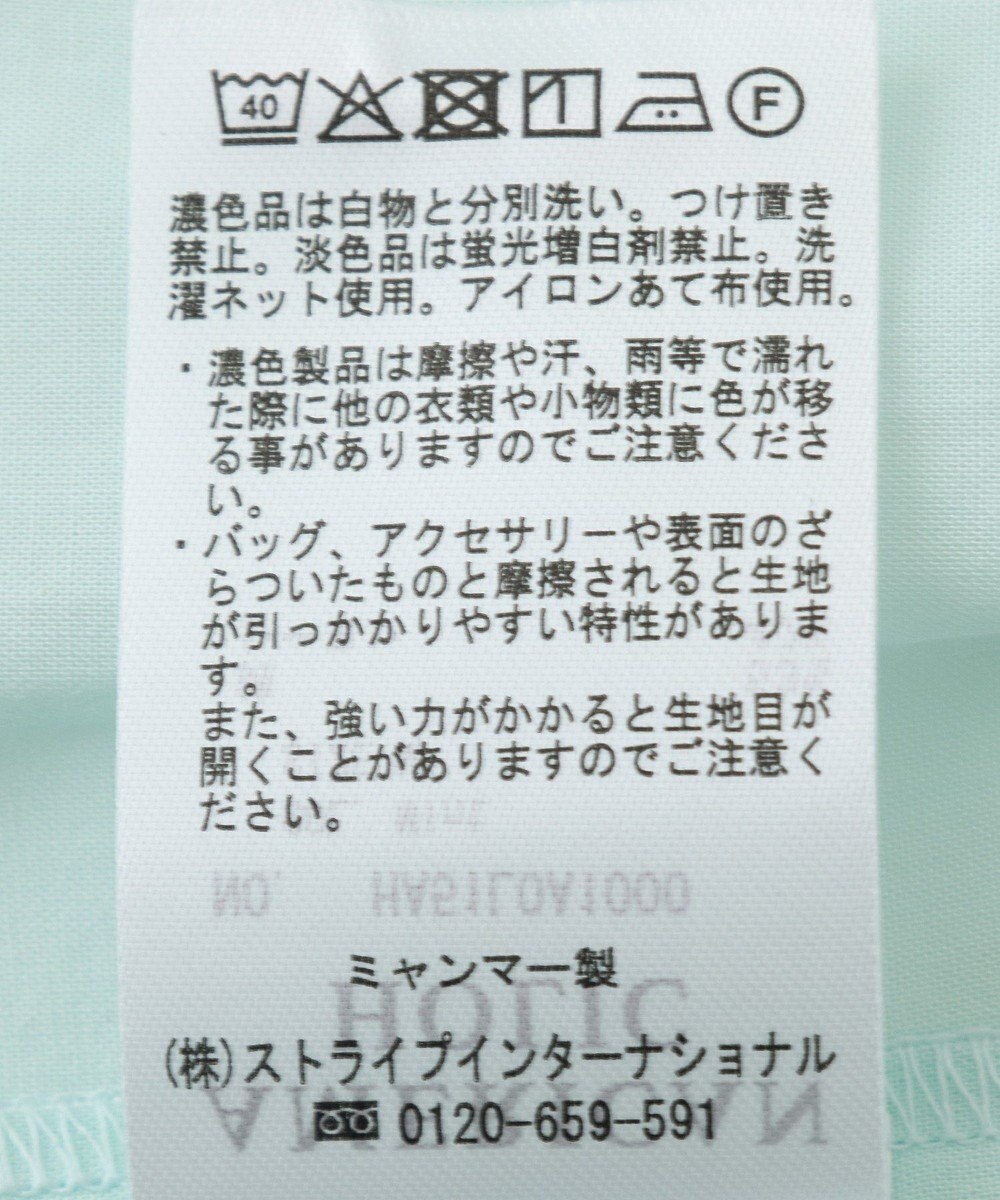 40 F
濃色品は白物と分別洗い。つけ置き
禁止。淡色品は蛍光増白剤禁止。洗
濯ネット使用。アイロンあて布使用。
・濃色製品は摩擦や汗、雨等で濡れ
た際に他の衣類や小物類に色が移
る事がありますのでご注意くださ
い。
・バッグ、アクセサリーや表面のざ
らついたものと摩擦されると生地
が引っかかりやすい特性がありま
す。
また、強い力がかかると生地目が
開くことがありますのでご注意く
ださい。
Mint
NO. HA61L0A1000
ミャンマー製
HOLIC
(株)ストライプインターナショナル
AMERICAN
0120-659-591